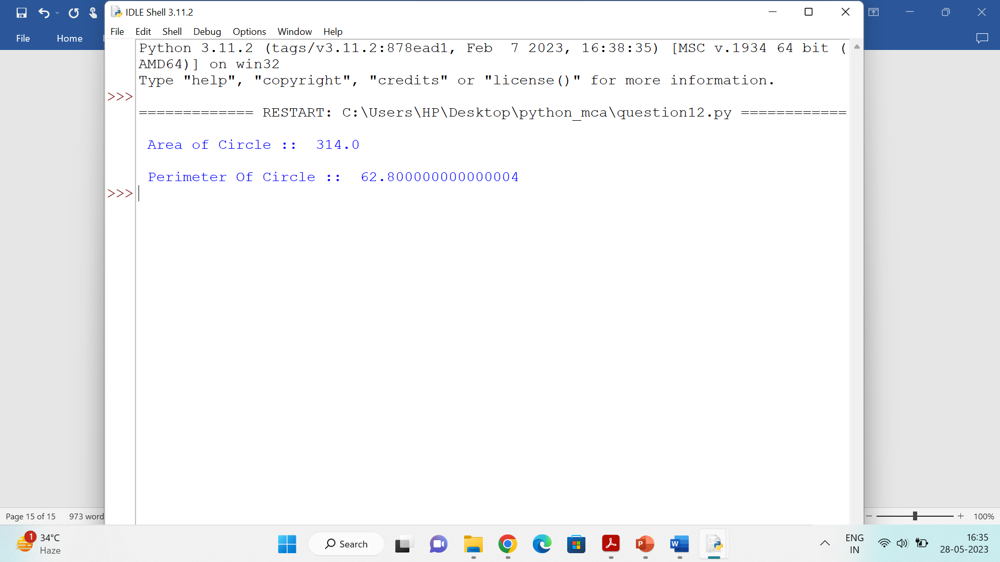 IDLE Shell 3.11.2
File Home
File Edit Shell Debug Options Window Help
Python 3.11.2 (tags/v3.11.2:878ead1, Feb  7 2023, 16:38:35) [MSC v.1934 64 bit (
AMD64)] on win32
Type "help", "copyright", "credits" or "license()" for more information.
>>>
============= RESTART: C:\Users\HP\Desktop\python_mca\question12.py ============
Area of Circle ::  314.0
Perimeter Of Circle ::  62.800000000000004
>>>
Page 15 of 15 973 word 100%
1 34°C
Haze
Search
P
W
ENG
IN
16:35
28-05-2023